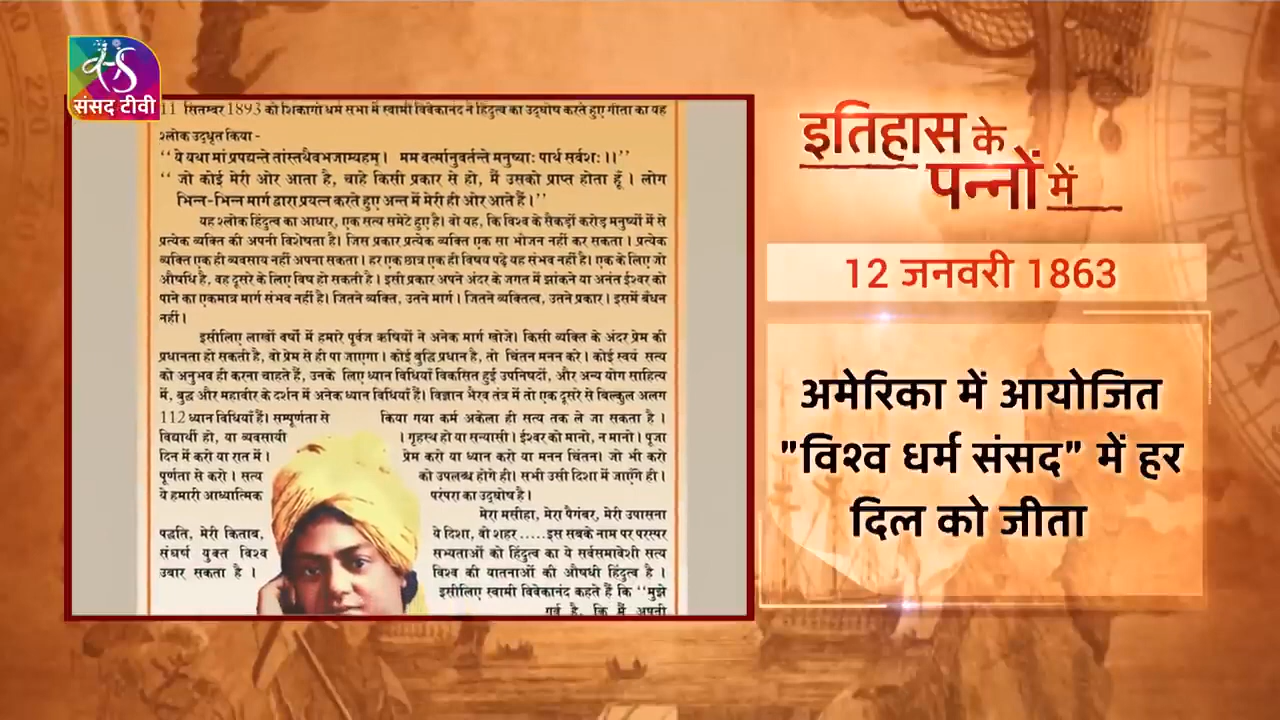 संसद टीवी
11 सितम्बर 1893 को शिकागो धर्म सभा में स्वामी विवेकानंद ने हिंदुत्व का उद्घोष करते हुए गीता का यह
श्लोक उद्धृत किया -
‘‘ ये यथा मां प्रपद्यन्ते तांस्तथैवभजाम्यहम्। मम वर्त्मानुवर्तन्ते मनुष्याः पार्थ सर्वशः।।’’
‘‘ जो कोई मेरी ओर आता है, चाहे किसी प्रकार से हो, मैं उसको प्राप्त होता हूँ । लोग
भिन्न-भिन्न मार्ग द्वारा प्रयत्न करते हुए अन्त में मेरी ही ओर आते हैं।’’
यह श्लोक हिंदुत्व का आधार, एक सत्य समेटे हुए है। वो यह, कि विश्व के सैकड़ों करोड़ मनुष्यों में से
प्रत्येक व्यक्ति की अपनी विशेषता है। जिस प्रकार प्रत्येक व्यक्ति एक सा भोजन नहीं कर सकता । प्रत्येक
व्यक्ति एक ही व्यवसाय नहीं अपना सकता। हर एक छात्र एक ही विषय पढ़े यह संभव नहीं है। एक के लिए जो
औषधि है, वह दूसरे के लिए विष हो सकती है । इसी प्रकार अपने अंदर के जगत में झांकने या अनंत ईश्वर को
पाने का एकमात्र मार्ग संभव नहीं है। जितने व्यक्ति, उतने मार्ग। जितने व्यक्तित्व, उतने प्रकार। इसमें बँधन
नहीं।
इसीलिए लाखों वर्षों में हमारे पूर्वज ऋषियों ने अनेक मार्ग खोजे। किसी व्यक्ति के अंदर प्रेम की
प्रधानता हो सकती है, वो प्रेम से ही पा जाएगा। कोई बुद्धि प्रधान है, तो चिंतन मनन करे। कोई स्वयं सत्य
को अनुभव ही करना चाहते हैं, उनके लिए ध्यान विधियाँ विकसित हुई उपनिषदों, और अन्य योग साहित्य
में, बुद्ध और महावीर के दर्शन में अनेक ध्यान विधियाँ हैं। विज्ञान भैरव तंत्र में तो एक दूसरे से बिल्कुल अलग
112 ध्यान विधियाँ हैं। सम्पूर्णता से किया गया कर्म अकेला ही सत्य तक ले जा सकता है ।
विद्यार्थी हो, या व्यवसायी । गृहस्थ हो या सन्यासी। ईश्वर को मानो, न मानो। पूजा
दिन में करो या रात में। प्रेम करो या ध्यान करो या मनन चिंतन। जो भी करो
पूर्णता से करो । सत्य को उपलब्ध होगे ही। सभी उसी दिशा में जाएँगे ही।
ये हमारी आध्यात्मिक परंपरा का उद्घोष है।
मेरा मसीहा, मेरा पैगंबर, मेरी उपासना
पद्धति, मेरी किताब, ये दिशा, वो शहर .....इस सबके नाम पर परस्पर
संघर्ष युक्त विश्व सभ्यताओं को हिंदुत्व का ये सर्वसमावेशी सत्य
उबार सकता है । विश्व की यातनाओं की औषधी हिंदुत्व है ।
इसीलिए स्वामी विवेकानंद कहते हैं कि ‘‘मुझे
गर्व है, कि मैं अपनी
इतिहास के
पन्नों में
12 जनवरी 1863
अमेरिका में आयोजित
"विश्व धर्म संसद" में हर
दिल को जीता